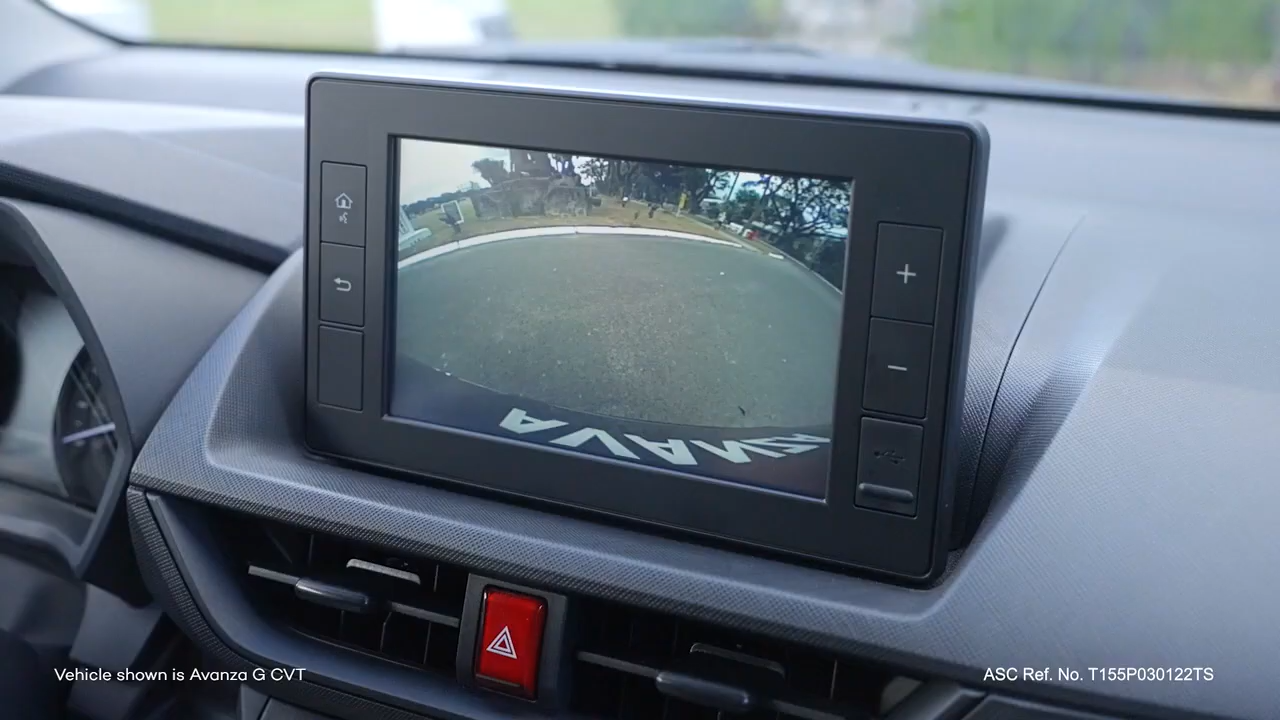 AVANZA
Vehicle shown is Avanza G CVT
ASC Ref. No. T155P030122TS